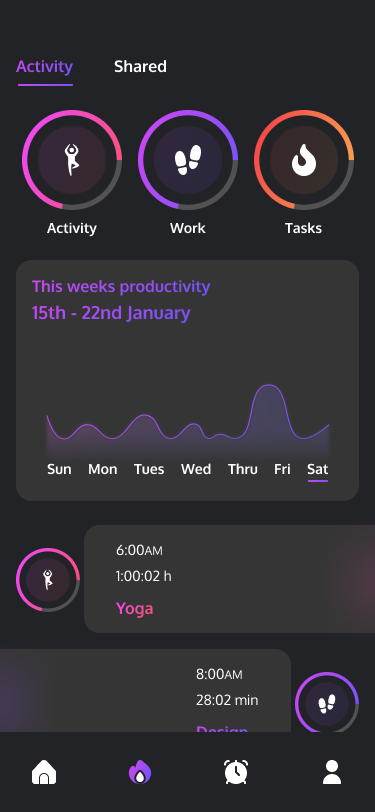 Activity Shared
Activity Work Tasks
This weeks productivity
15th - 22nd January
Sun Mon Tues Wed Thru Fri Sat
6:00AM
1:00:02 h
Yoga
8:00AM
28:02 min
Design